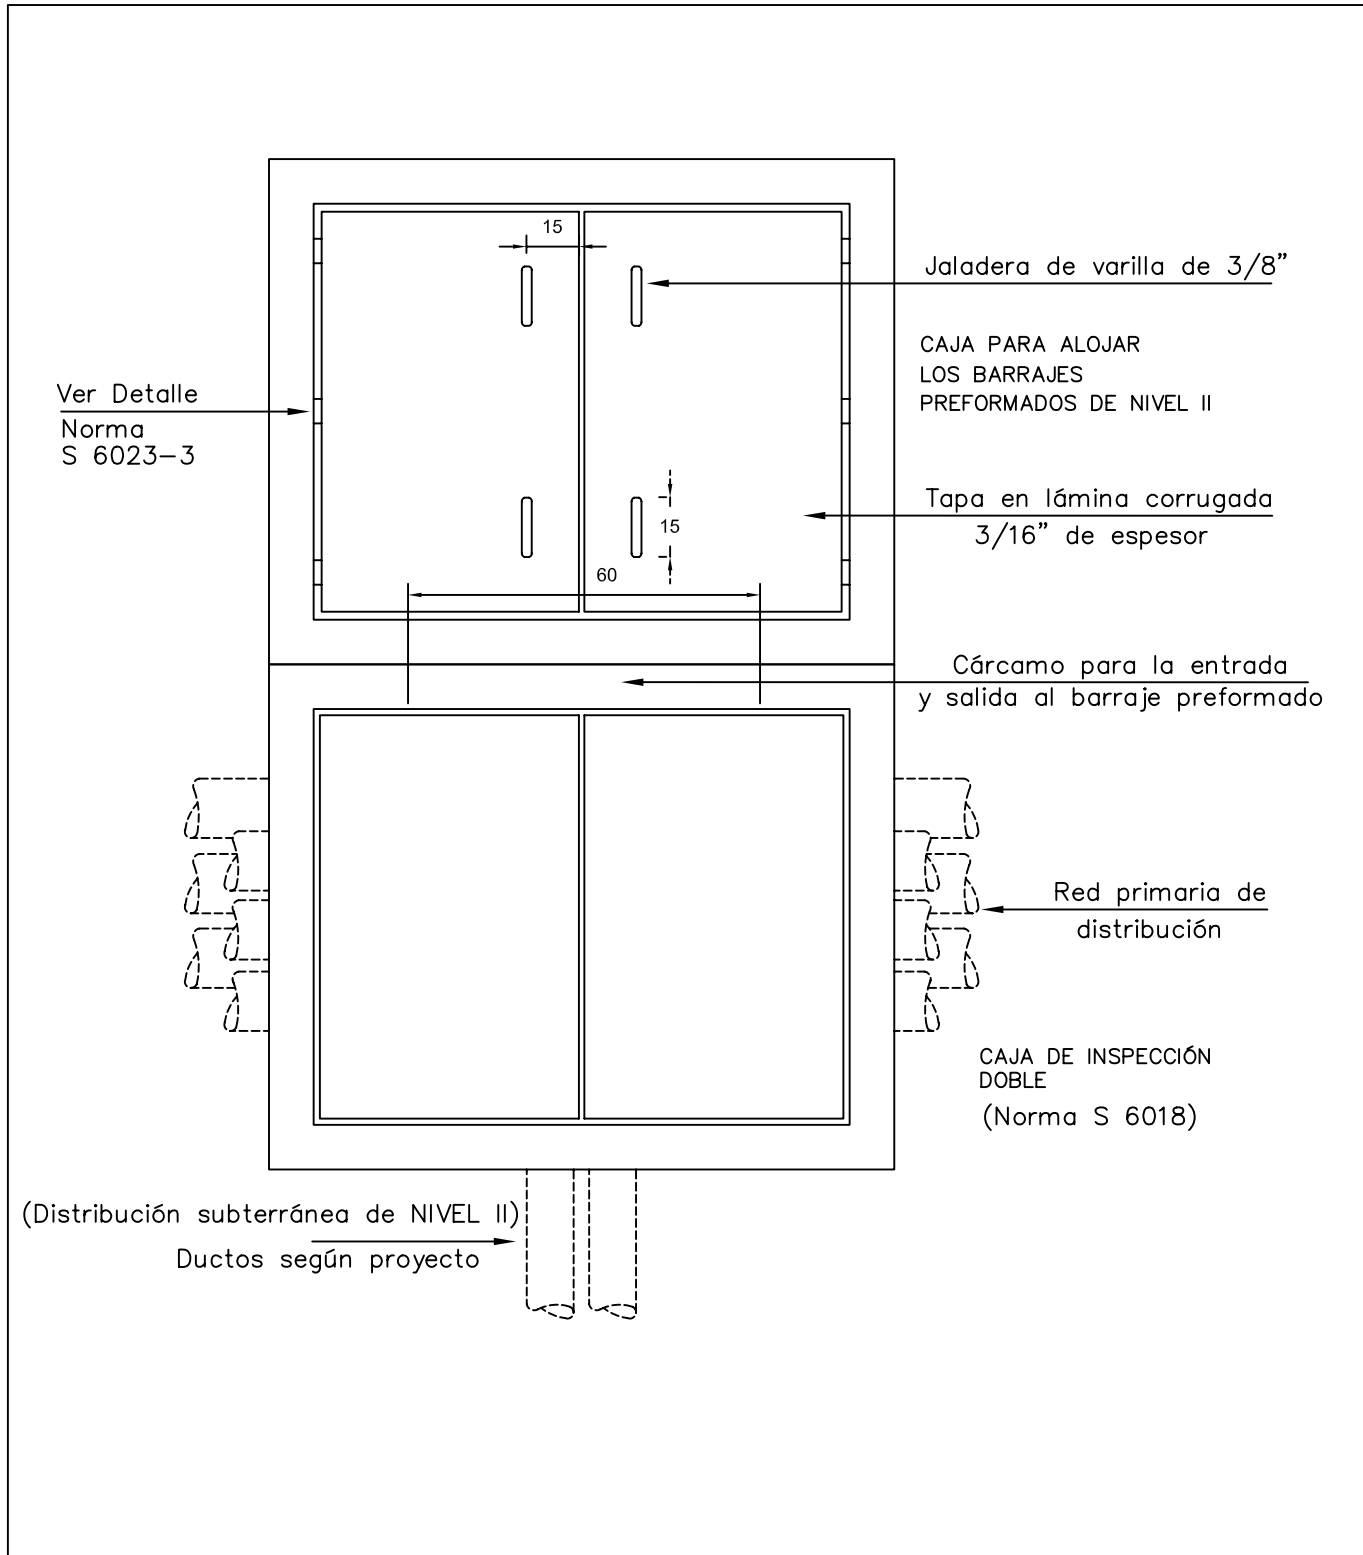 15
Jaladera de varilla de 3/8"
CAJA PARA ALOJAR
LOS BARRAJES
PREFORMADOS DE NIVEL II
Ver Detalle
Norma
S 6023-3
Tapa en lámina corrugada
3/16" de espesor
15
60
Cárcamo para la entrada
y salida al barraje preformado
Red primaria de
distribución
CAJA DE INSPECCIÓN
DOBLE
(Norma S 6018)
(Distribución subterránea de NIVEL II)
Ductos según proyecto